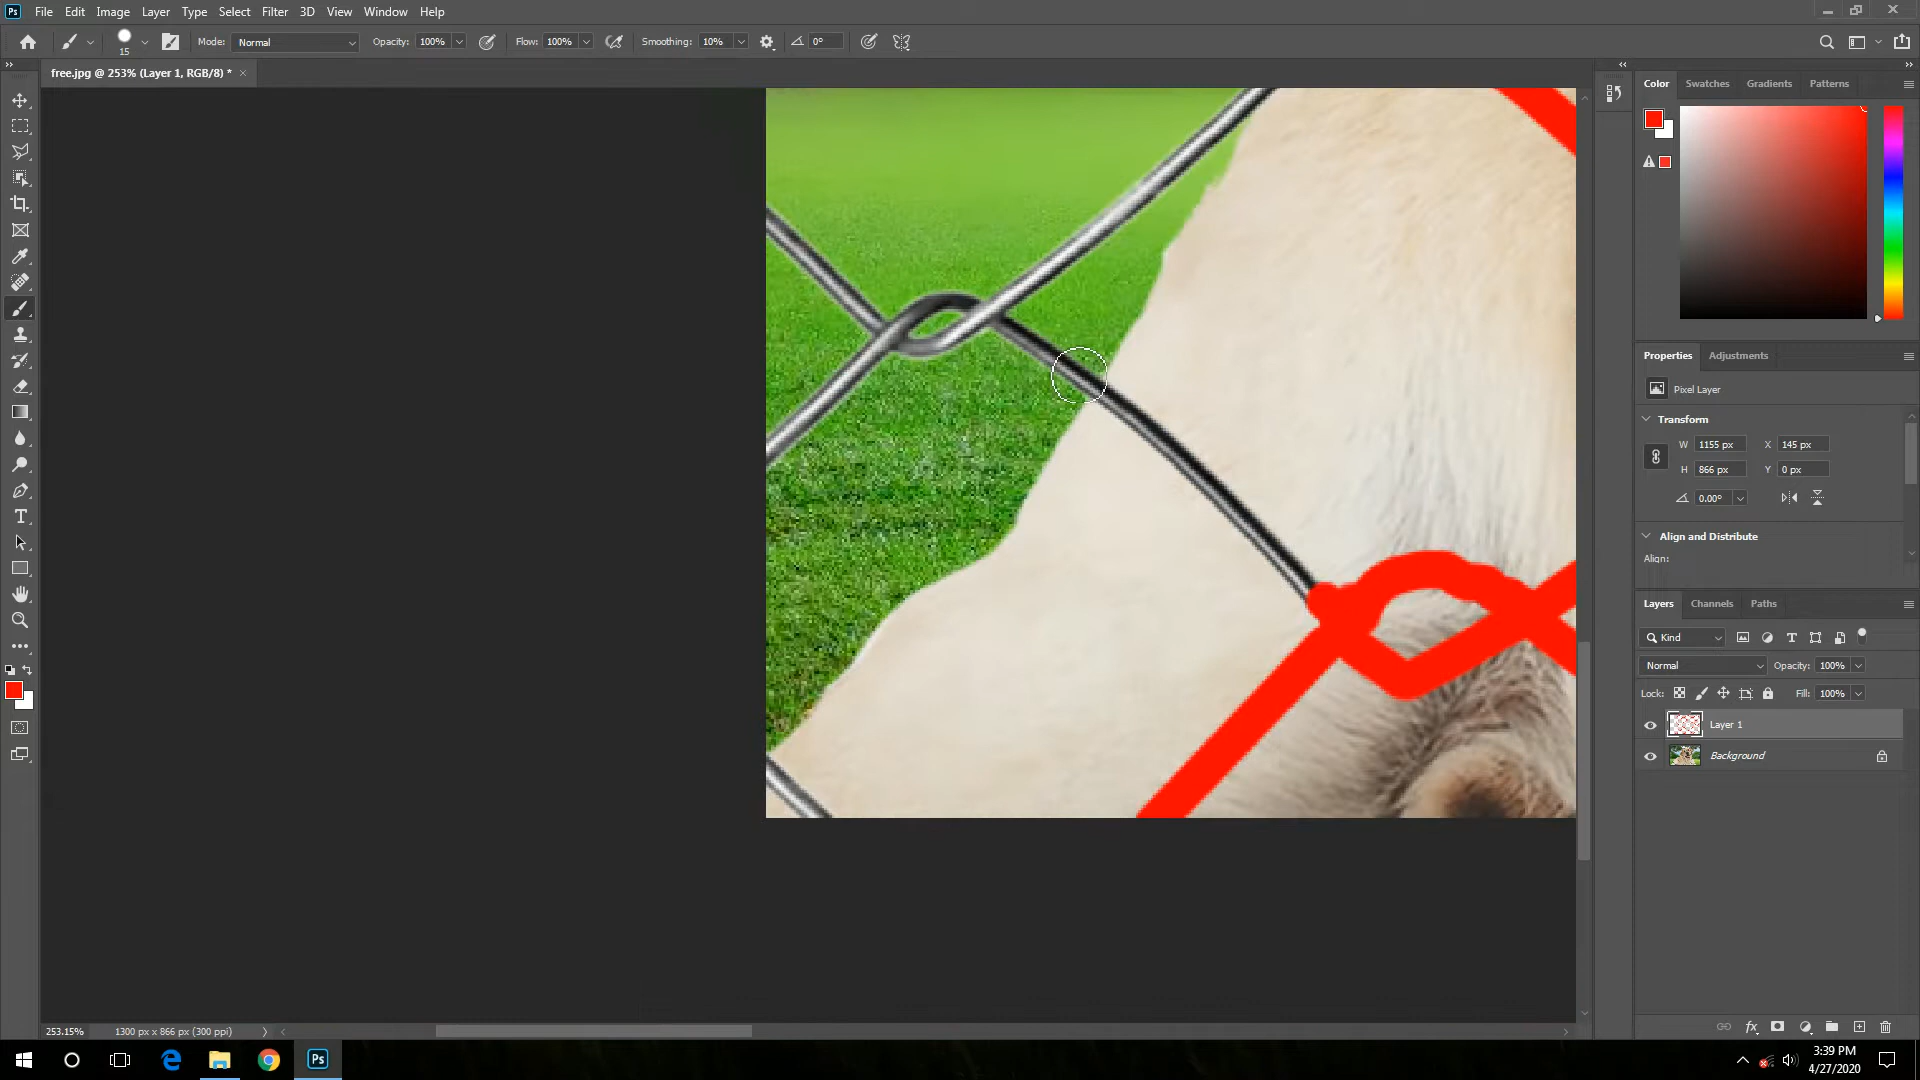 Ps File Edit Image Layer Type Select Filter 3D View Window Help
15 Mode: Normal Opacity: 100% Flow: 100% Smoothing: 10% 0°
free.jpg @ 253% (Layer 1, RGB/8) * ×
Color Swatches Gradients Patterns
Properties Adjustments
Pixel Layer
Transform
W 1155 px X 145 px
H 866 px Y 0 px
0.00°
Align and Distribute
Align:
Layers Channels Paths
Kind
Normal Opacity: 100%
Lock: Fill: 100%
Layer 1
Background
fx
253.15% 1300 px x 866 px (300 ppi)
Ps
3:39 PM
4/27/2020